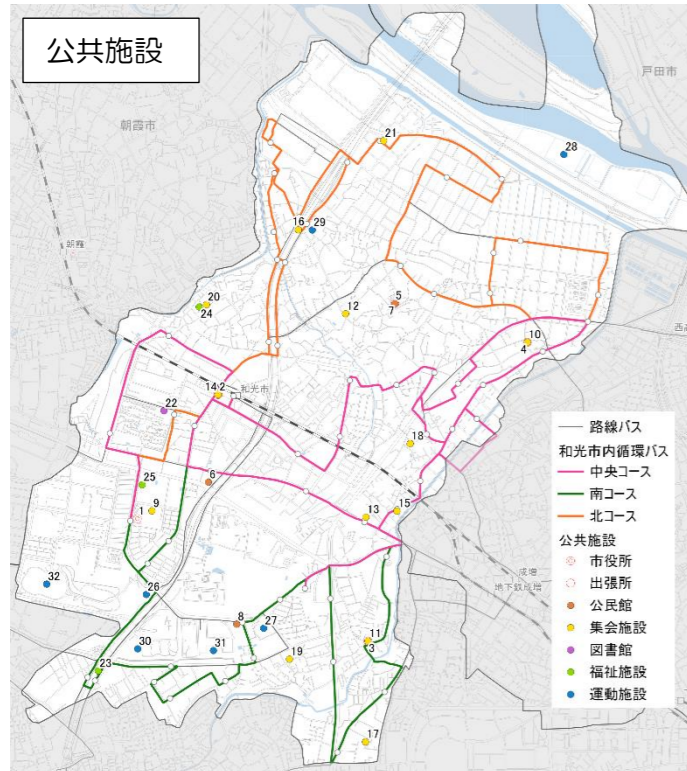 公共施設
戸田市
朝霞市
21
28
16
29
朝霞
20
24
12
5
7
10
4
西高
14 2
和光市
22
18
6
25
1
9
13
15
32
26
成増
地下鉄成増
8
27
30
31
11
3
19
23
17
路線バス
和光市内循環バス
中央コース
南コース
北コース
公共施設
市役所
出張所
公民館
集会施設
図書館
福祉施設
運動施設